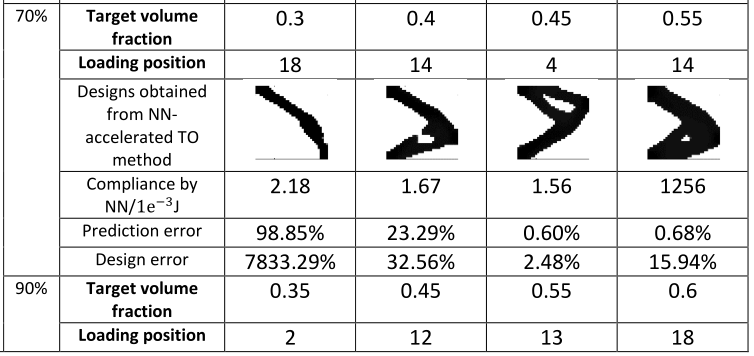 70% Target volume fraction 0.3 0.4 0.45 0.55
Loading position 18 14 4 14
Designs obtained from NN-accelerated TO method
Compliance by NN/1e⁻³J 2.18 1.67 1.56 1256
Prediction error 98.85% 23.29% 0.60% 0.68%
Design error 7833.29% 32.56% 2.48% 15.94%
90% Target volume fraction 0.35 0.45 0.55 0.6
Loading position 2 12 13 18